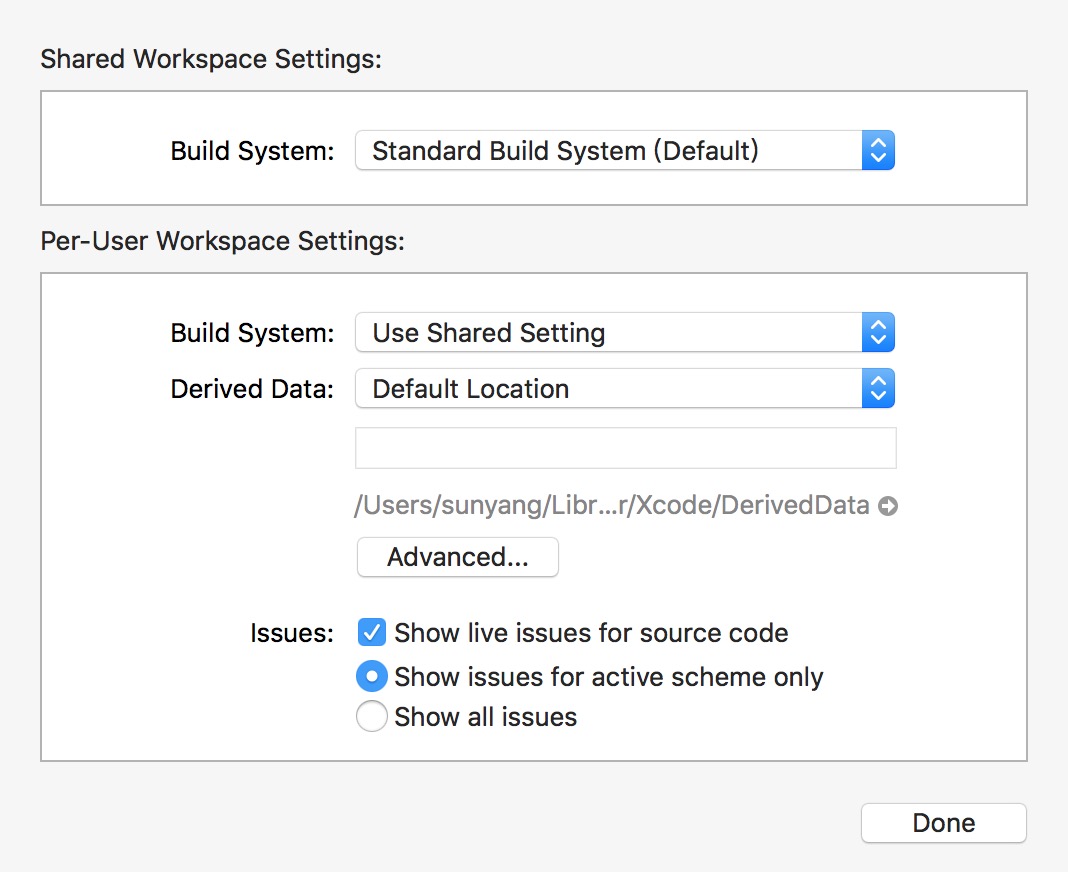 Shared Workspace Settings:
Build System: Standard Build System (Default)
Per-User Workspace Settings:
Build System: Use Shared Setting
Derived Data: Default Location
/Users/sunyang/Libr...r/Xcode/DerivedData
Advanced...
Issues: Show live issues for source code
Show issues for active scheme only
Show all issues
Done